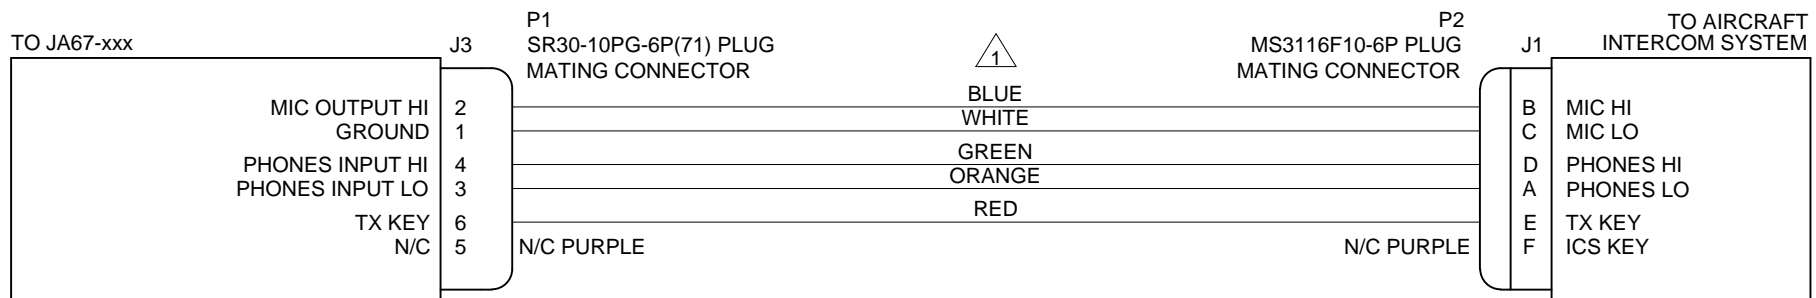 TO JA67-xxx
J3
P1
SR30-10PG-6P(71) PLUG
MATING CONNECTOR
1
P2
MS3116F10-6P PLUG
MATING CONNECTOR
J1
TO AIRCRAFT
INTERCOM SYSTEM
MIC OUTPUT HI 2 BLUE B MIC HI
GROUND 1 WHITE C MIC LO
PHONES INPUT HI 4 GREEN D PHONES HI
PHONES INPUT LO 3 ORANGE A PHONES LO
TX KEY 6 RED E TX KEY
N/C 5 N/C PURPLE N/C PURPLE F ICS KEY